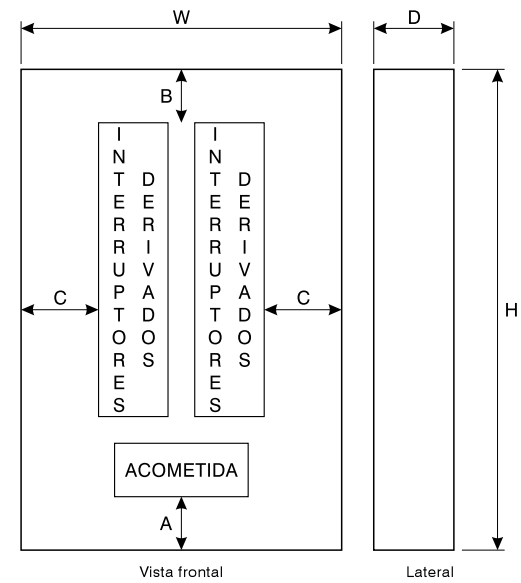 W
D
B
INTERRUPTORES
DERIVADOS
INTERRUPTORES
DERIVADOS
C
C
H
ACOMETIDA
A
Vista frontal
Lateral